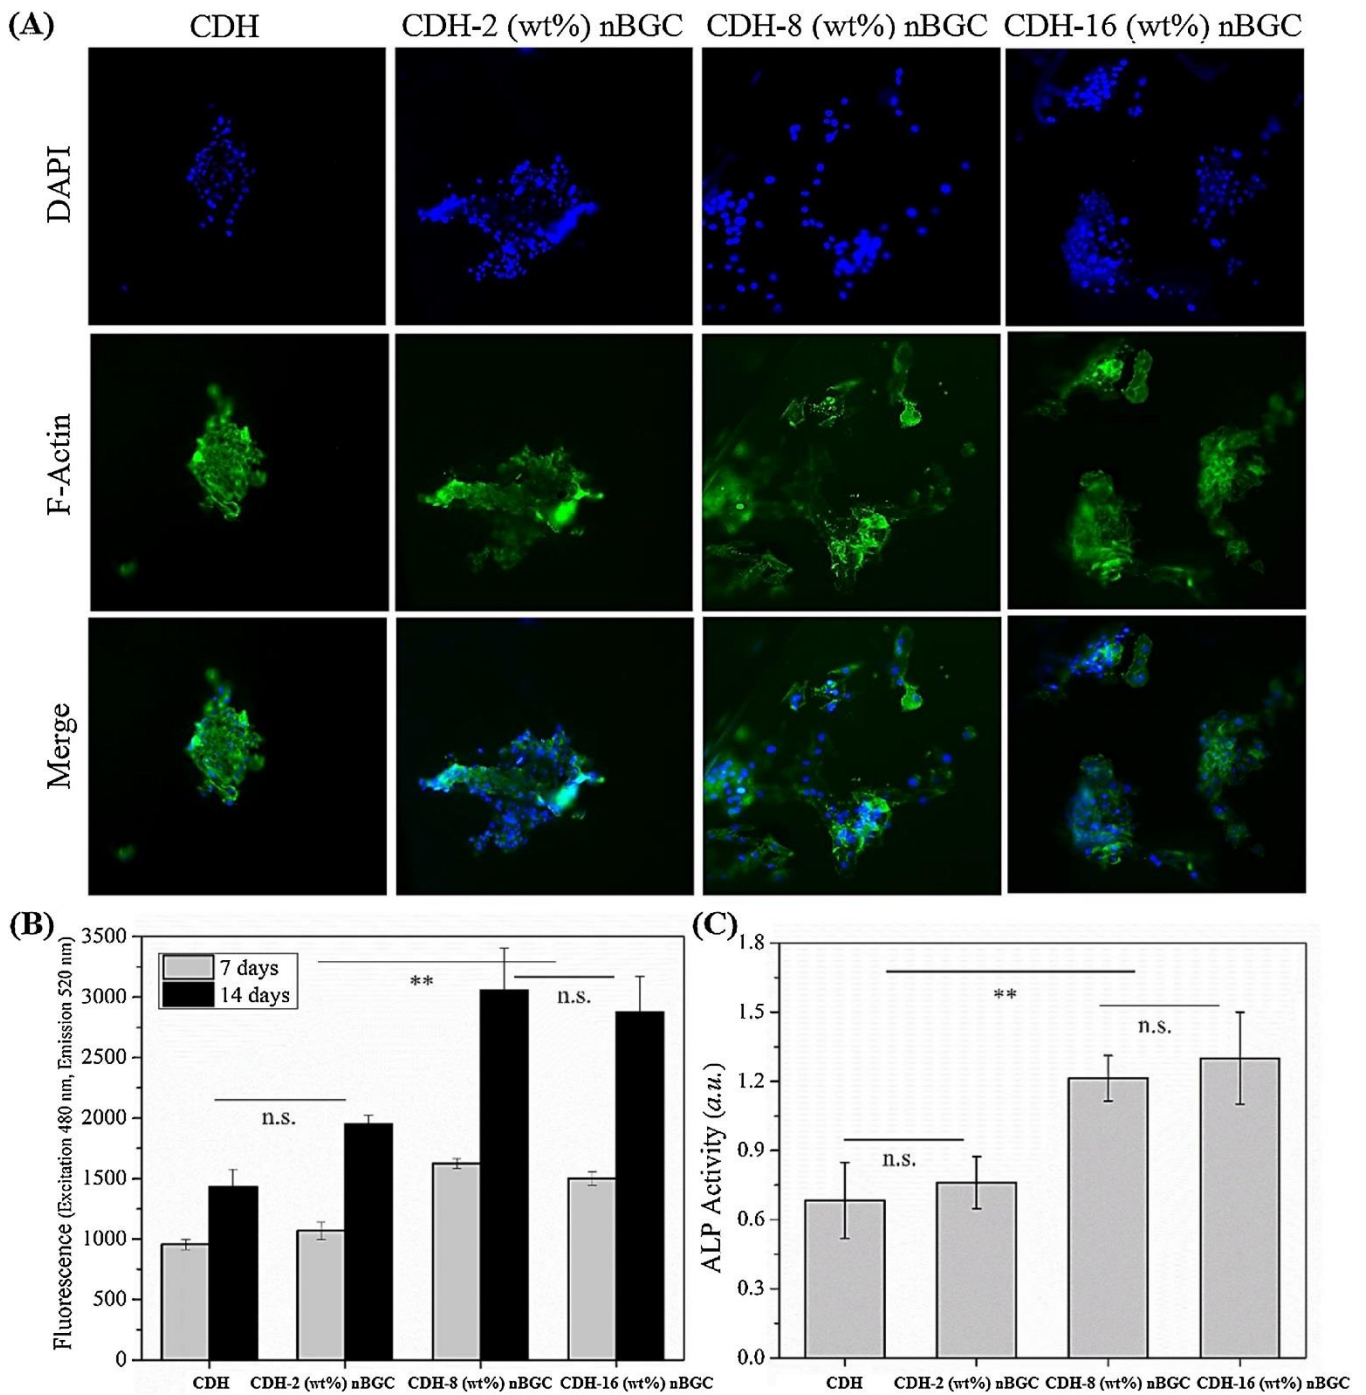 (A)
CDH
CDH-2 (wt%) nBGC
CDH-8 (wt%) nBGC
CDH-16 (wt%) nBGC
DAPI
F-Actin
Merge
(B)
Fluorescence (Excitation 480 nm, Emission 520 nm)
3500
3000
2500
2000
1500
1000
500
0
7 days
14 days
n.s.
**
n.s.
CDH
CDH-2 (wt%) nBGC
CDH-8 (wt%) nBGC
CDH-16 (wt%) nBGC
(C)
ALP Activity (a.u.)
1.8
1.5
1.2
0.9
0.6
0.3
0.0
**
n.s.
n.s.
CDH
CDH-2 (wt%) nBGC
CDH-8 (wt%) nBGC
CDH-16 (wt%) nBGC